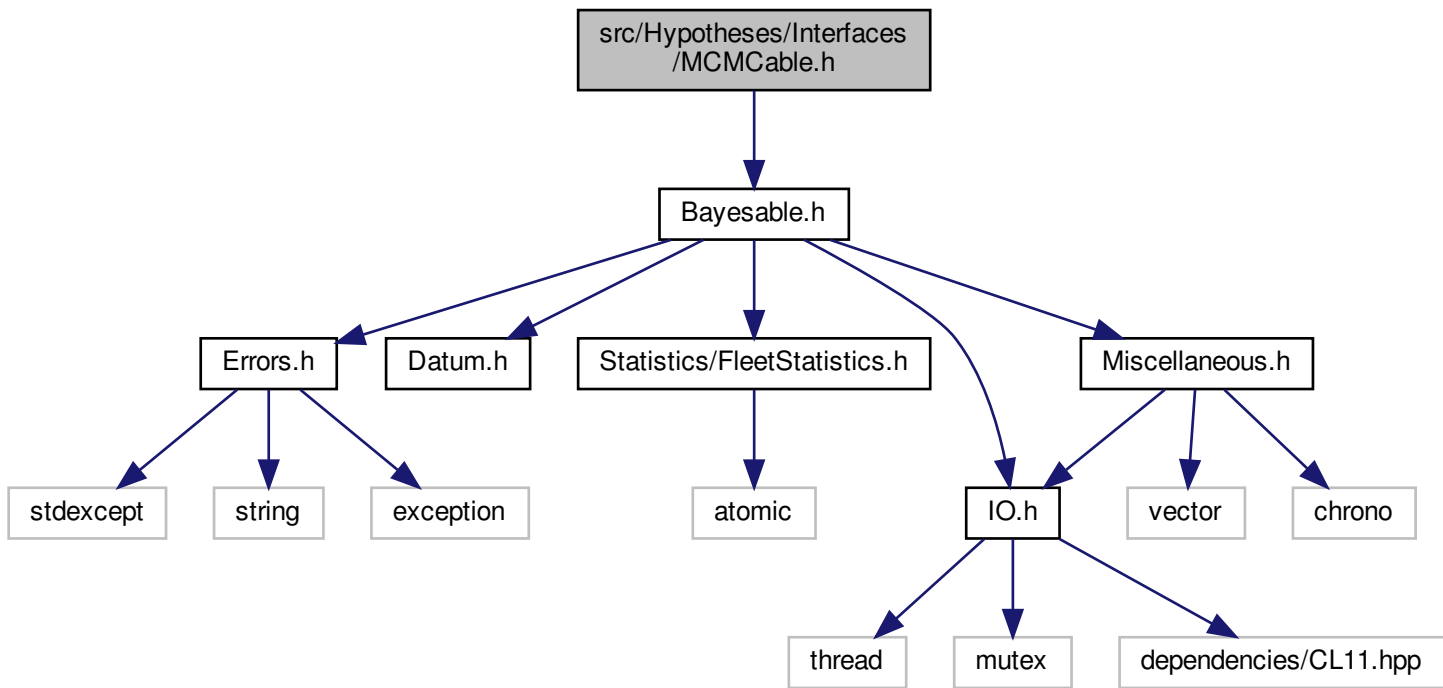 src/Hypotheses/Interfaces
/MCMCable.h
Bayesable.h
Errors.h
Datum.h
Statistics/FleetStatistics.h
Miscellaneous.h
stdexcept
string
exception
atomic
IO.h
vector
chrono
thread
mutex
dependencies/CL11.hpp